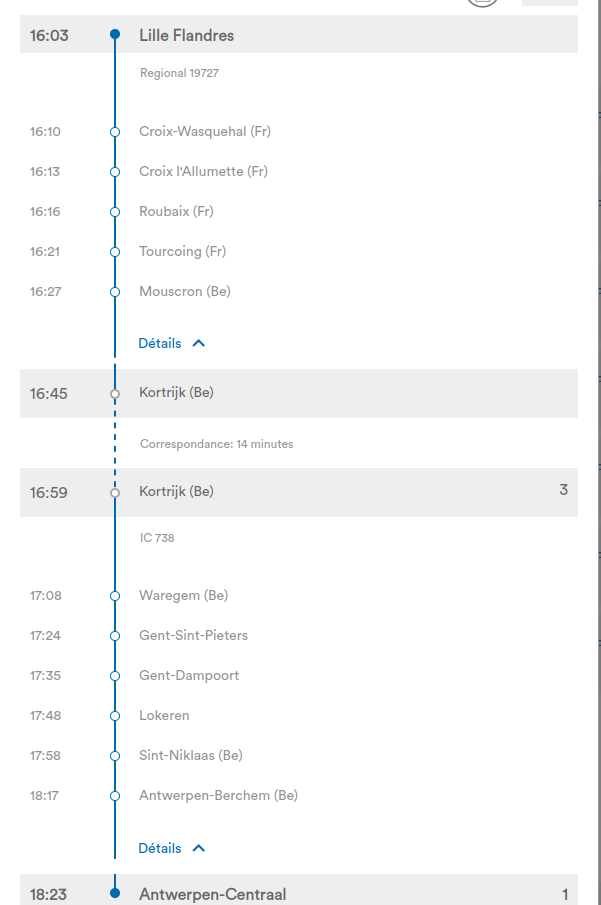 16:03 Lille Flandres
Regional 19727
16:10 Croix-Wasquehal (Fr)
16:13 Croix l'Allumette (Fr)
16:16 Roubaix (Fr)
16:21 Tourcoing (Fr)
16:27 Mouscron (Be)
Détails
16:45 Kortrijk (Be)
Correspondance: 14 minutes
16:59 Kortrijk (Be) 3
IC 738
17:08 Waregem (Be)
17:24 Gent-Sint-Pieters
17:35 Gent-Dampoort
17:48 Lokeren
17:58 Sint-Niklaas (Be)
18:17 Antwerpen-Berchem (Be)
Détails
18:23 Antwerpen-Centraal 1